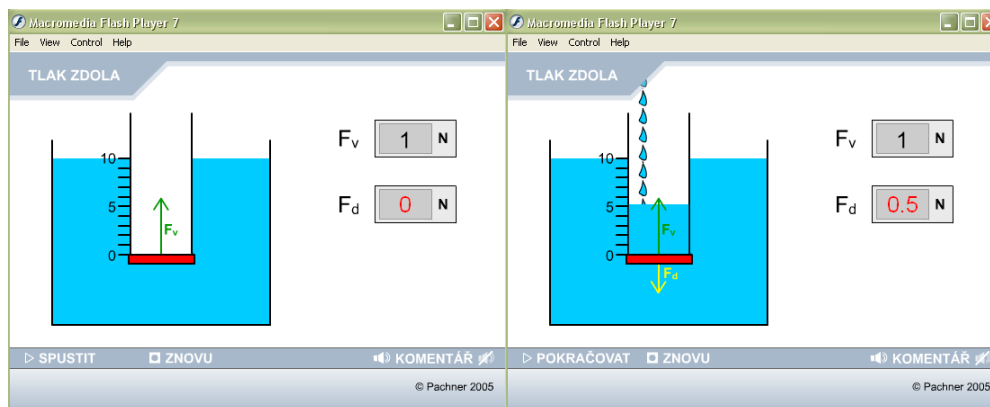 Macromedia Flash Player 7
File View Control Help
TLAK ZDOLA
10
5
0
Fv
Fv 1 N
Fd 0 N
SPUSTIT ZNOVU KOMENTÁŘ
© Pachner 2005
Macromedia Flash Player 7
File View Control Help
TLAK ZDOLA
10
5
0
Fv
Fd
Fv 1 N
Fd 0.5 N
POKRAČOVAT ZNOVU KOMENTÁŘ
© Pachner 2005